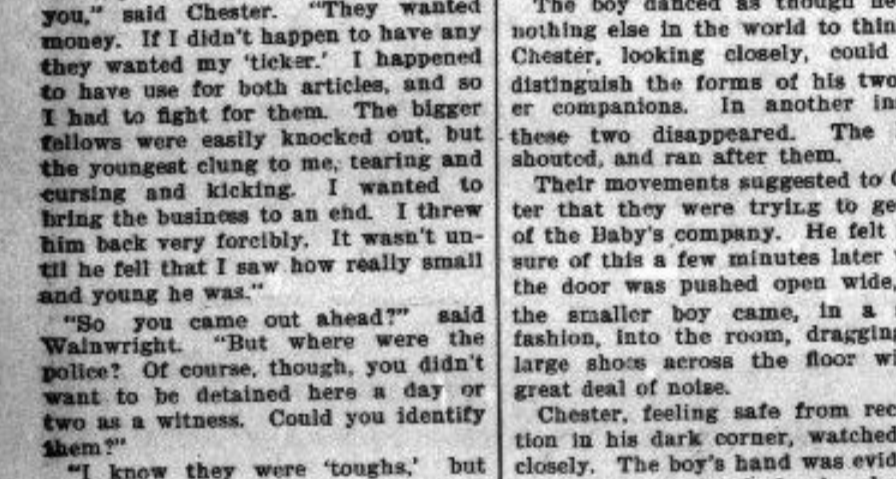 you," said Chester. "They wanted
money. If I didn't happen to have any
they wanted my 'ticker.' I happened
to have use for both articles, and so
I had to fight for them. The bigger
fellows were easily knocked out, but
the youngest clung to me, tearing and
cursing and kicking. I wanted to
bring the business to an end. I threw
him back very forcibly. It wasn't un-
til he fell that I saw how really small
and young he was."
"So you came out ahead?" said
Wainwright. "But where were the
police? Of course, though, you didn't
want to be detained here a day or
two as a witness. Could you identify
them?"
"I know they were 'toughs,' but
The boy danced as though
nothing else in the world to
Chester, looking closely, could
distinguish the forms of his
er companions. In another
these two disappeared. The
shouted, and ran after them.
Their movements suggested to
ter that they were trying to
of the Baby's company. He felt
sure of this a few minutes later
the door was pushed open wide,
the smaller boy came, in a
fashion, into the room,
large shoes across the floor
great deal of noise.
Chester, feeling safe from
tion in his dark corner, watched
closely. The boy's hand was